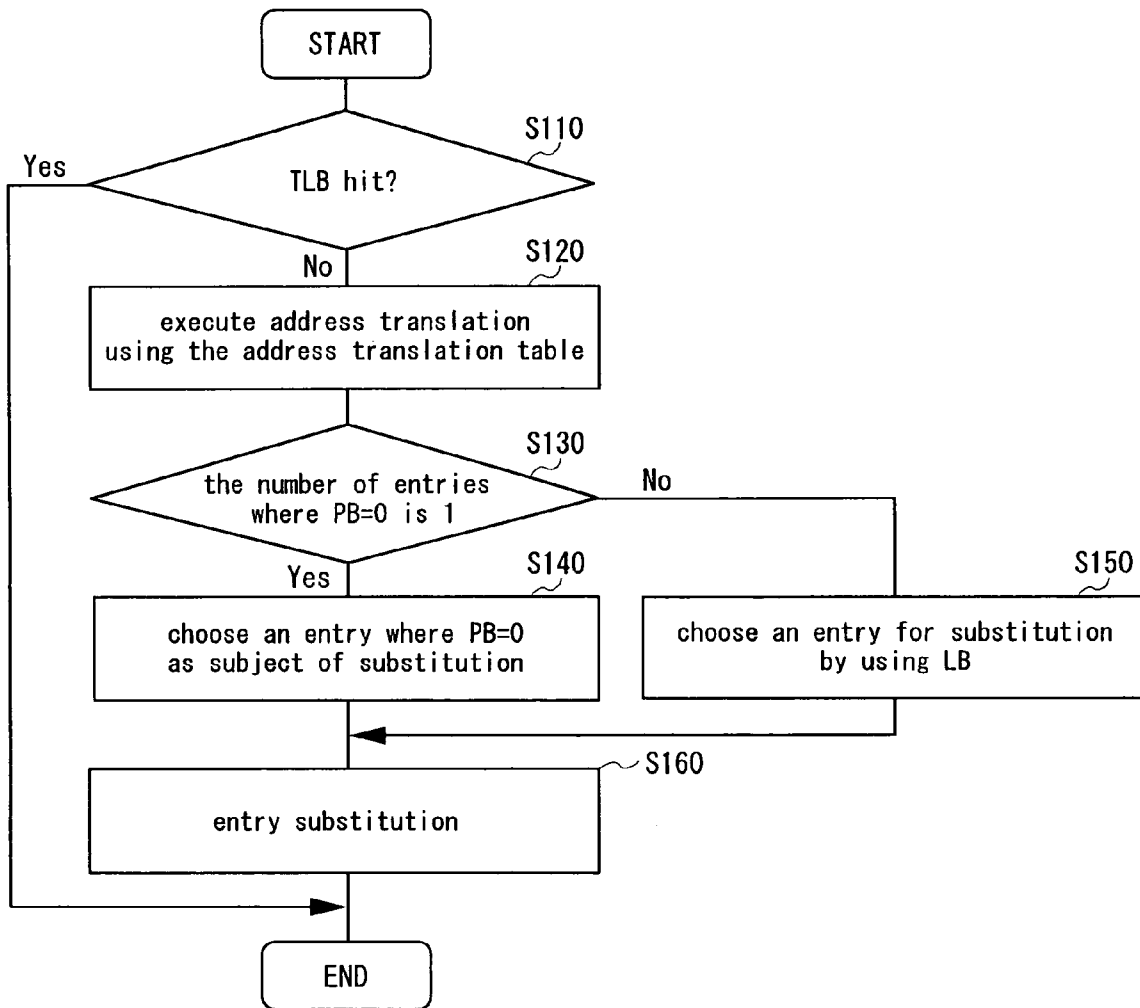 START
S110
Yes
TLB hit?
No
S120
execute address translation
using the address translation table
S130
the number of entries
where PB=0 is 1
No
Yes
S140
choose an entry where PB=0
as subject of substitution
S150
choose an entry for substitution
by using LB
S160
entry substitution
END